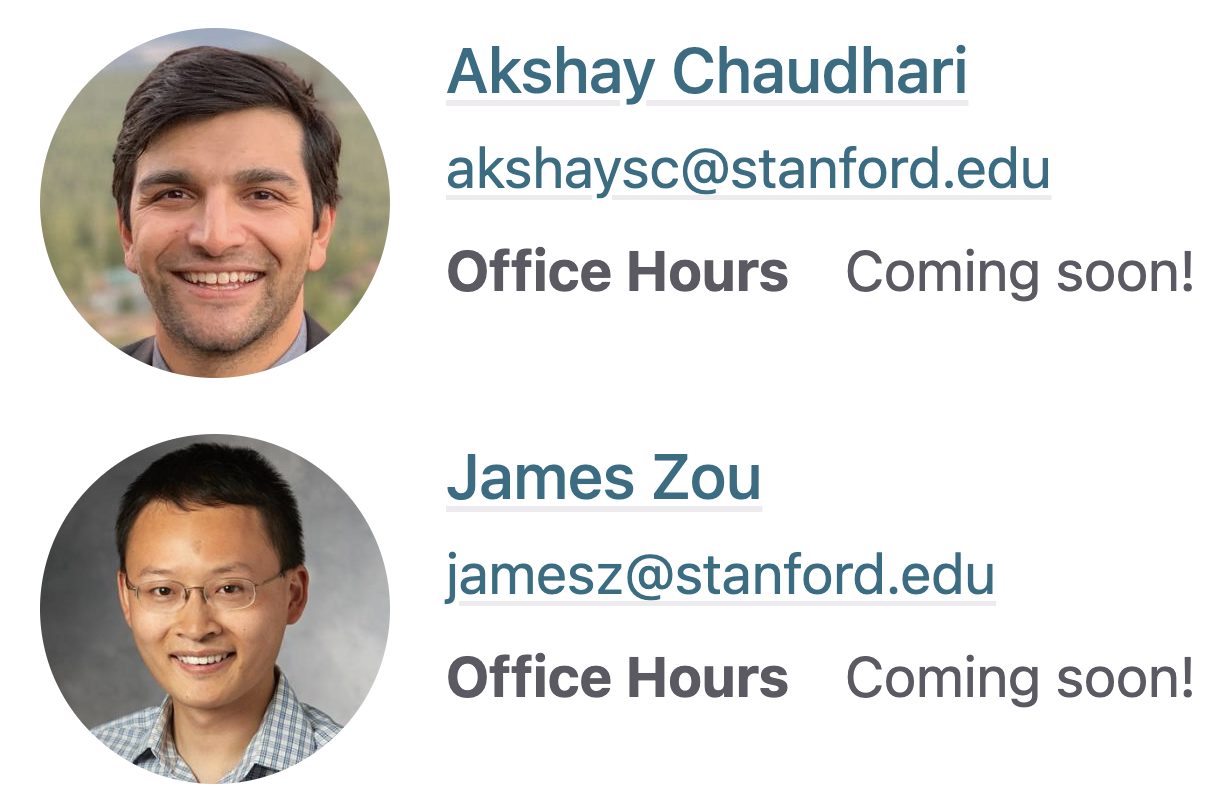 Akshay Chaudhari
akshaysc@stanford.edu
Office Hours Coming soon!
James Zou
jamesz@stanford.edu
Office Hours Coming soon!